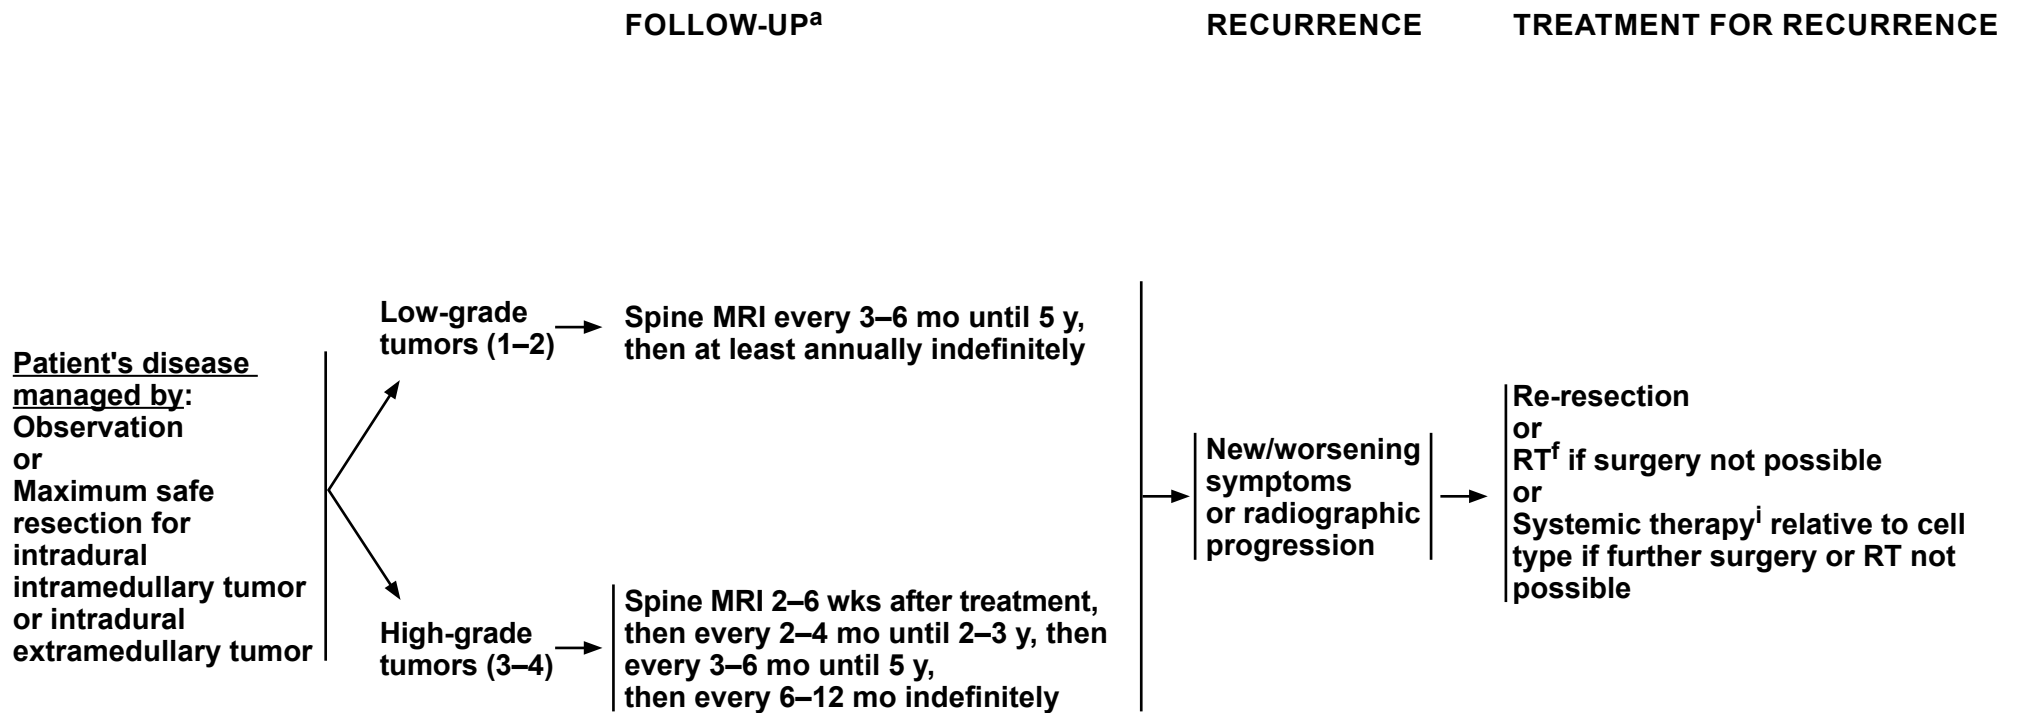 FOLLOW-UPa
RECURRENCE
TREATMENT FOR RECURRENCE
Patient's disease
managed by:
Observation
or
Maximum safe
resection for
intradural
intramedullary tumor
or intradural
extramedullary tumor
Low-grade
tumors (1–2)
Spine MRI every 3–6 mo until 5 y,
then at least annually indefinitely
High-grade
tumors (3–4)
Spine MRI 2–6 wks after treatment,
then every 2–4 mo until 2–3 y, then
every 3–6 mo until 5 y,
then every 6–12 mo indefinitely
New/worsening
symptoms
or radiographic
progression
Re-resection
or
RTf if surgery not possible
or
Systemic therapyi relative to cell
type if further surgery or RT not
possible